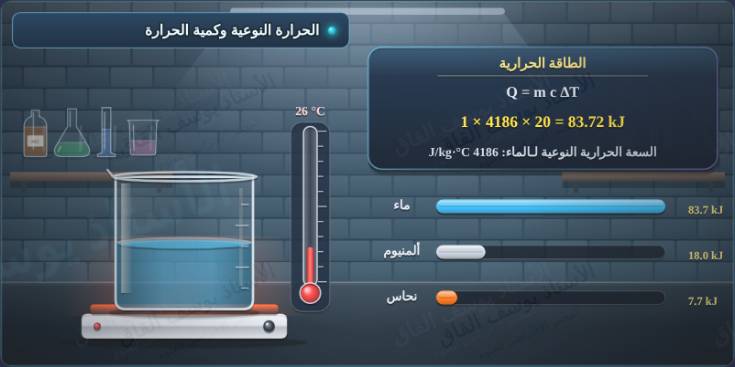 الحرارة النوعية وكمية الحرارة
الطاقة الحرارية
Q = m c ΔT
1 × 4186 × 20 = 83.72 kJ
السعة الحرارية النوعية لـالماء: 4186 J/kg·°C
26 °C
ماء
83.7 kJ
ألمنيوم
18.0 kJ
نحاس
7.7 kJ